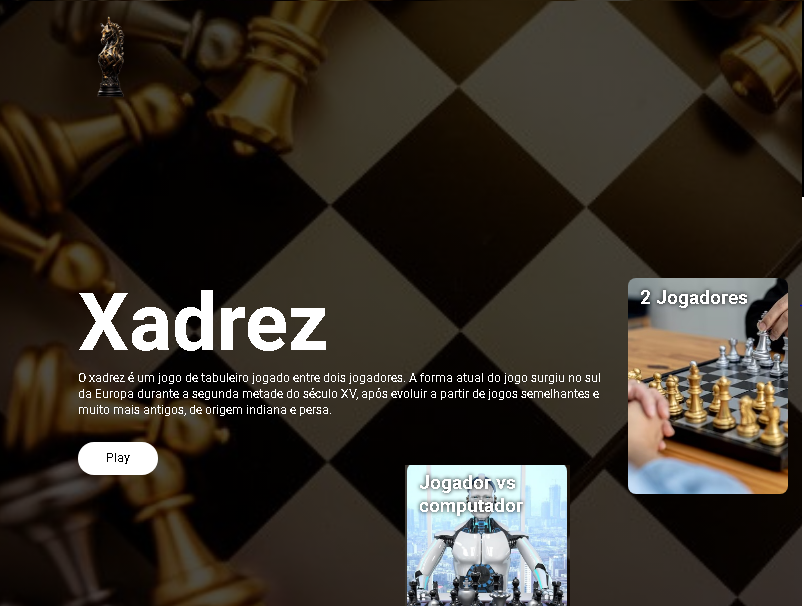 Xadrez
O xadrez é um jogo de tabuleiro jogado entre dois jogadores. A forma atual do jogo surgiu no sul
da Europa durante a segunda metade do século XV, após evoluir a partir de jogos semelhantes e
muito mais antigos, de origem indiana e persa.
Play
Jogador vs
computador
2 Jogadores